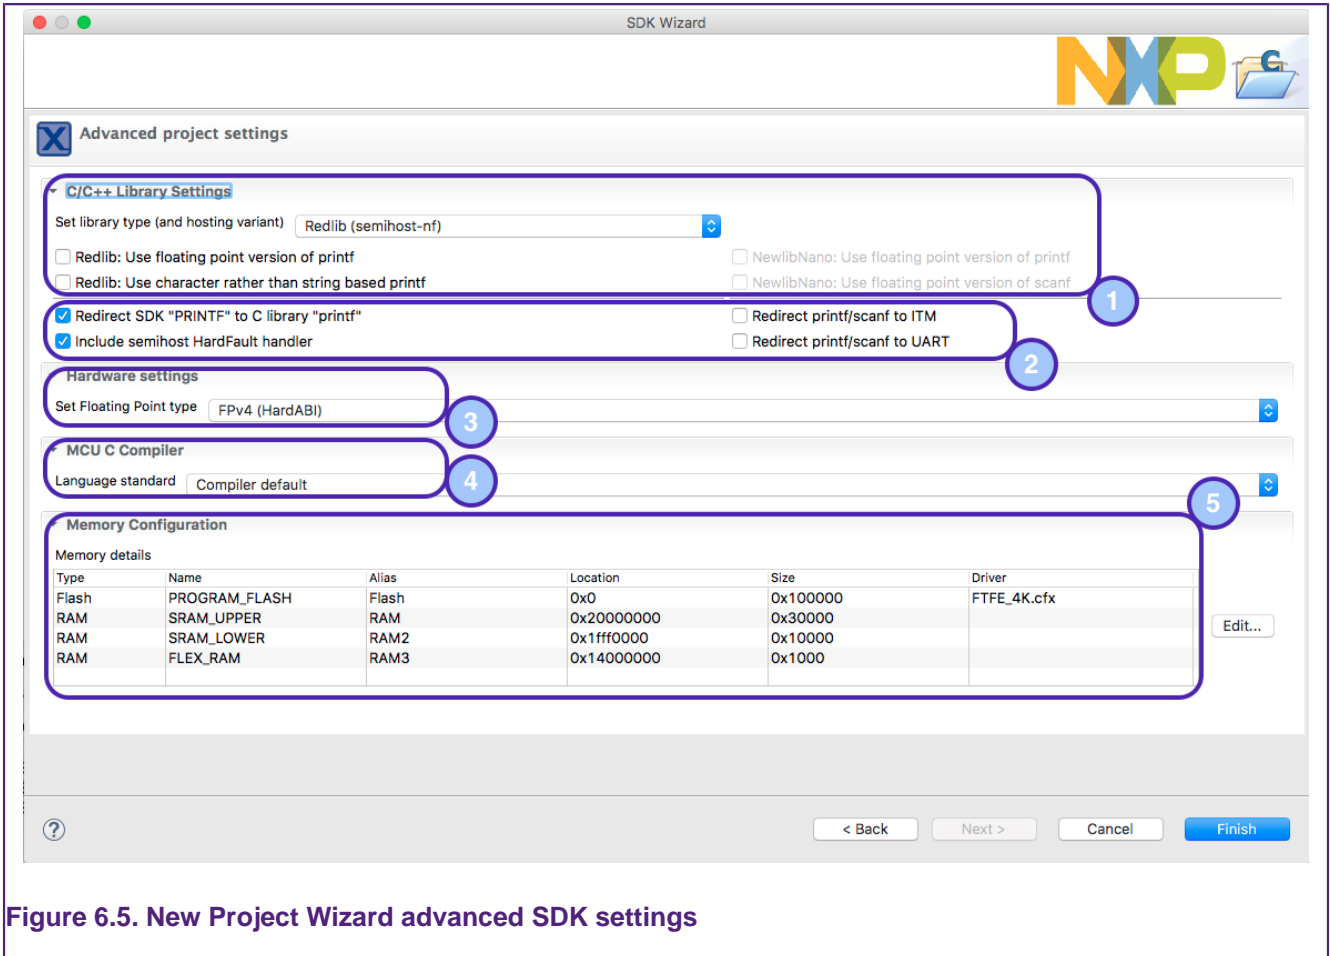 SDK Wizard
NXP
C
X
Advanced project settings
C/C++ Library Settings
Set library type (and hosting variant) Redlib (semihost-nf)
Redlib: Use floating point version of printf NewlibNano: Use floating point version of printf
Redlib: Use character rather than string based printf NewlibNano: Use floating point version of scanf
1
Redirect SDK "PRINTF" to C library "printf" Redirect printf/scanf to ITM
Include semihost HardFault handler Redirect printf/scanf to UART
2
Hardware settings
Set Floating Point type FPv4 (HardABI)
3
MCU C Compiler
Language standard Compiler default
4
5
Memory Configuration
Memory details
Type Name Alias Location Size Driver
Flash PROGRAM_FLASH Flash 0x0 0x100000 FTFE_4K.cfx
RAM SRAM_UPPER RAM 0x20000000 0x30000
Edit...
RAM SRAM_LOWER RAM2 0x1fff0000 0x10000
RAM FLEX_RAM RAM3 0x14000000 0x1000
? < Back Next > Cancel Finish
Figure 6.5. New Project Wizard advanced SDK settings